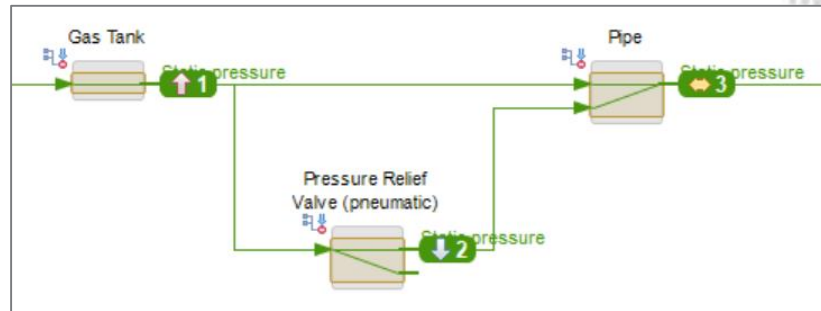 Gas Tank
1
Static pressure
Pipe
3
Static pressure
Pressure Relief
Valve (pneumatic)
2
Static pressure